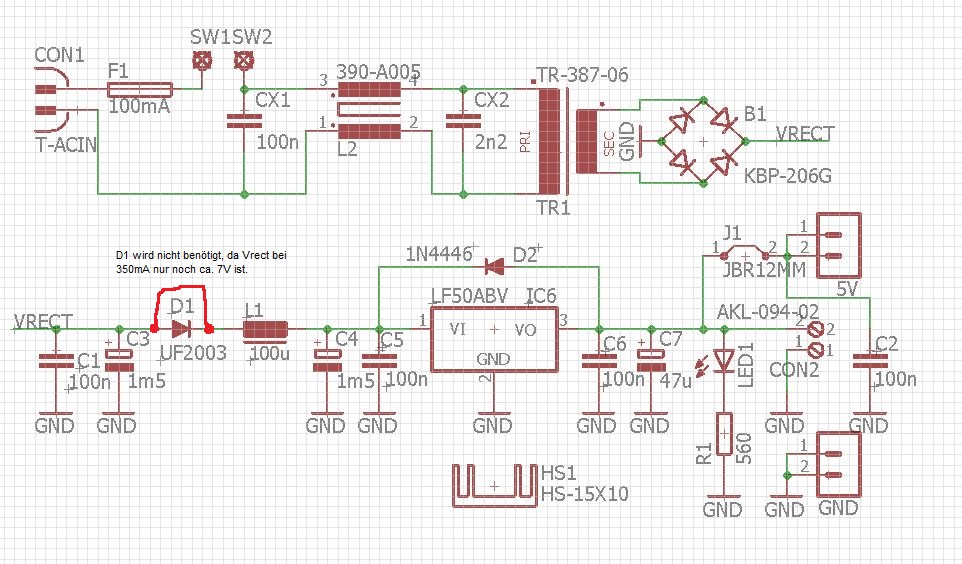 SW1SW2
CON1
F1
100mA
T-ACIN
CX1
100n
3
390-A005
4
1
2
L2
CX2
2n2
TR-387-06
PRI
SEC
TR1
GND
B1
VRECT
KBP-206G
D1 wird nicht benötigt, da Vrect bei
350mA nur noch ca. 7V ist.
1N4446
D2
J1
1
2
JBR12MM
1
2
5V
VRECT
C1
100n
C3
1m5
D1
UF2003
L1
100u
C4
1m5
C5
100n
LF50ABV
IC6
1
VI
VO
3
GND
2
C6
100n
C7
47u
AKL-094-02
2
2
1
1
CON2
LED1
C2
100n
GND
GND
GND
GND
GND
GND
GND
GND
GND
R1
560
HS1
HS-15X10
1
2
GND
GND
GND